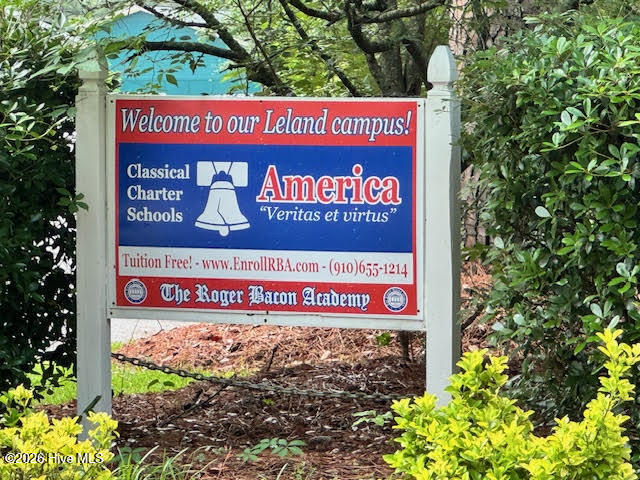 Welcome to our Leland campus!
Classical
Charter
Schools
America
"Veritas et virtus"
Tuition Free! - www.EnrollRBA.com - (910)655-1214
The Roger Bacon Academy
©2026 Hive MLS